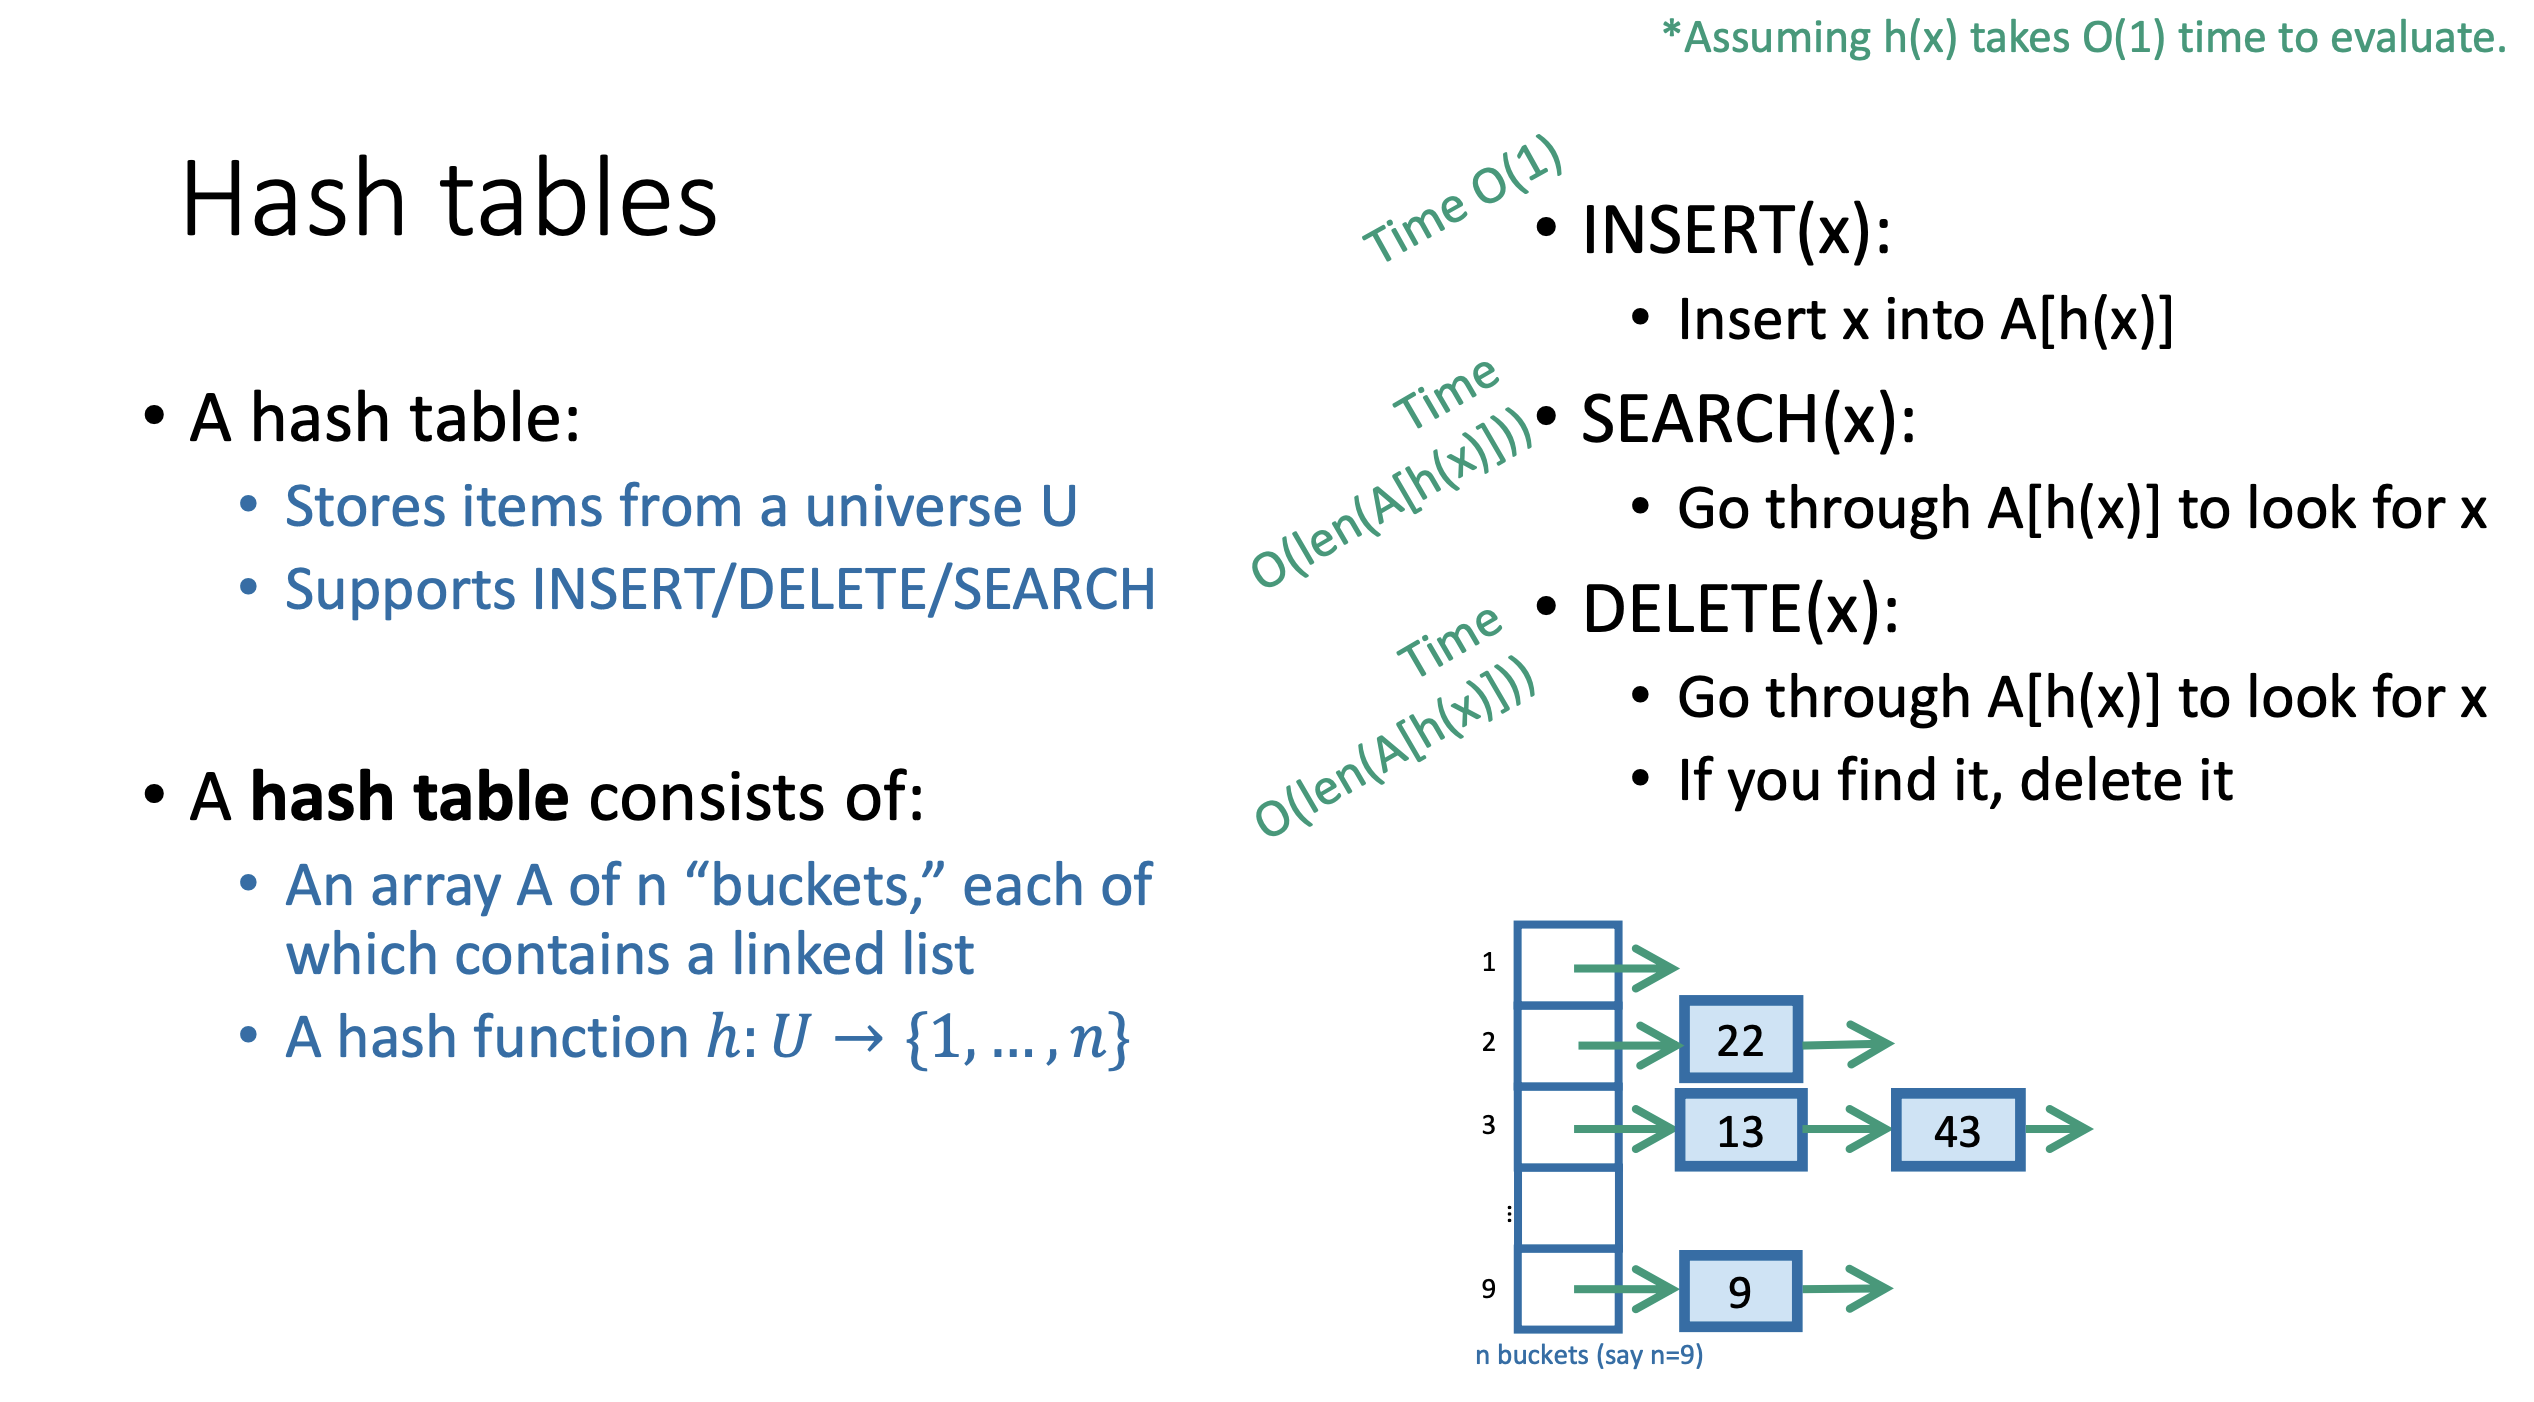 *Assuming h(x) takes O(1) time to evaluate.
Hash tables
• A hash table:
• Stores items from a universe U
• Supports INSERT/DELETE/SEARCH
• A hash table consists of:
• An array A of n “buckets,” each of
which contains a linked list
• A hash function h: U → {1, … , n}
Time O(1)
• INSERT(x):
• Insert x into A[h(x)]
Time
O(len(A[h(x)]))
• SEARCH(x):
• Go through A[h(x)] to look for x
Time
O(len(A[h(x)]))
• DELETE(x):
• Go through A[h(x)] to look for x
• If you find it, delete it
1
2 22
3 13 43
…
9 9
n buckets (say n=9)